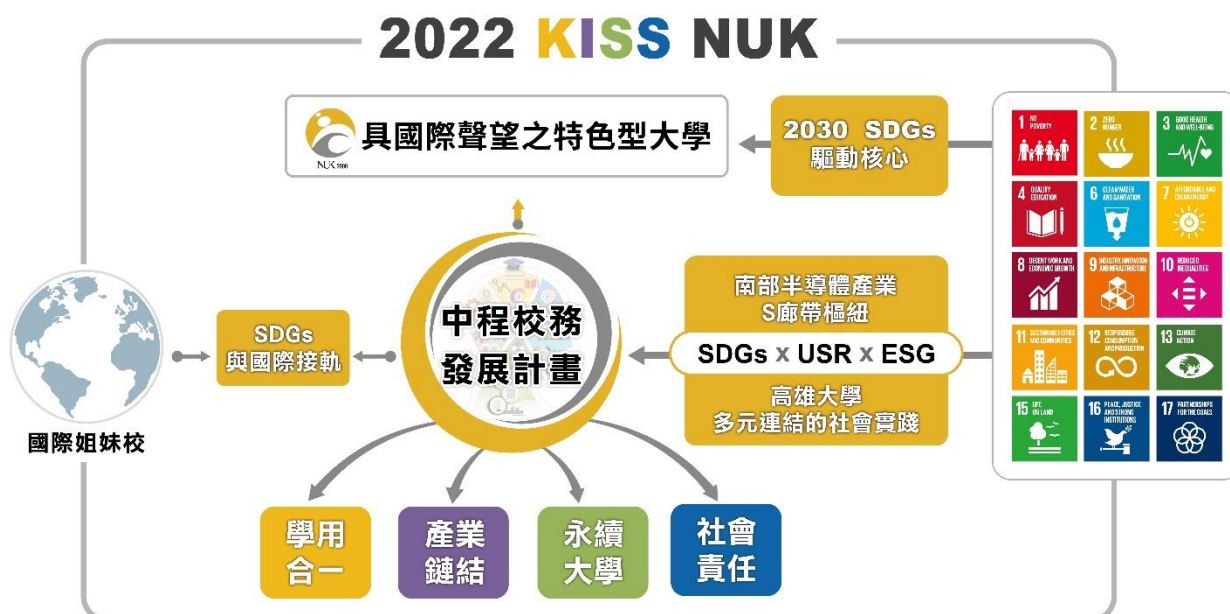 2022 KISS NUK
NUK 2000
具國際聲望之特色型大學
2030 SDGs
驅動核心
1 NO
POVERTY
2 ZERO
HUNGER
3 GOOD HEALTH
AND WELL-BEING
4 QUALITY
EDUCATION
6 CLEAN WATER
AND SANITATION
7 AFFORDABLE AND
CLEAN ENERGY
8 DECENT WORK AND
ECONOMIC GROWTH
9 INDUSTRY, INNOVATION
AND INFRASTRUCTURE
10 REDUCED
INEQUALITIES
11 SUSTAINABLE CITIES
AND COMMUNITIES
12 RESPONSIBLE
CONSUMPTION
AND PRODUCTION
13 CLIMATE
ACTION
15 LIFE
ON LAND
16 PEACE, JUSTICE
AND STRONG
INSTITUTIONS
17 PARTNERSHIPS
FOR THE GOALS
國際姐妹校
SDGs
與國際接軌
中程校務
發展計畫
南部半導體產業
S廊帶樞紐
SDGs x USR x ESG
高雄大學
多元連結的社會實踐
學用
合一
產業
鏈結
永續
大學
社會
責任